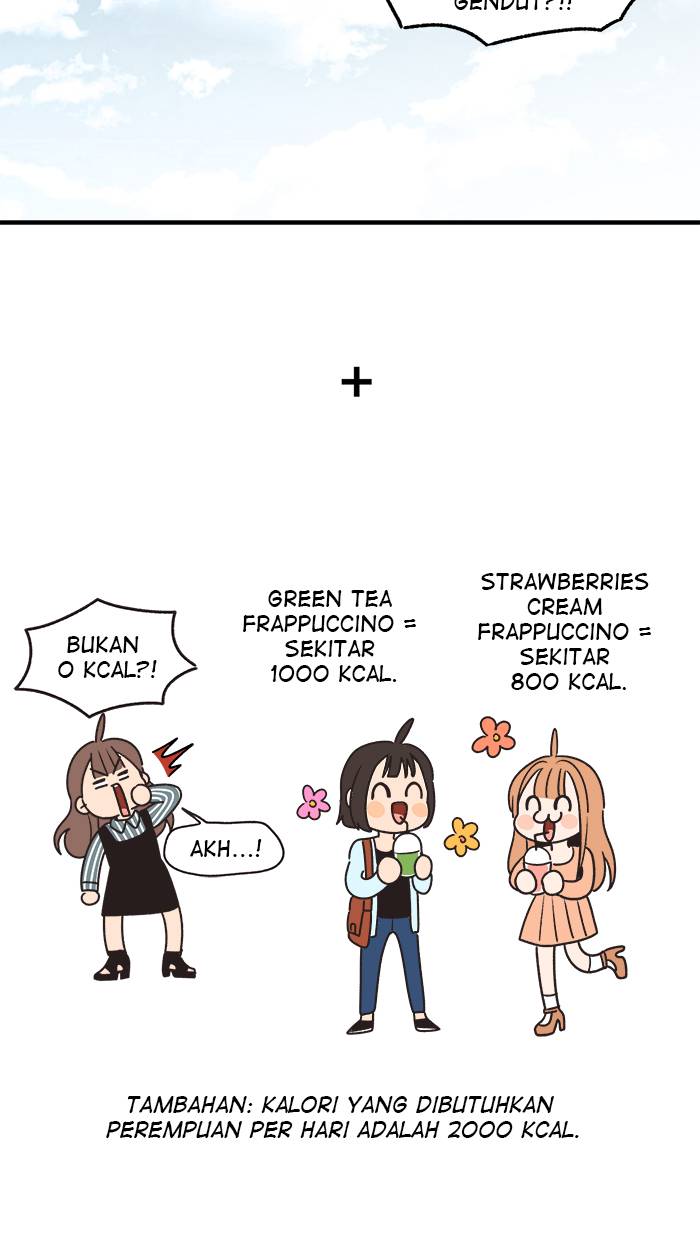 GENDUT?!!
+
BUKAN
0 KCAL?!
GREEN TEA
FRAPPUCCINO =
SEKITAR
1000 KCAL.
STRAWBERRIES
CREAM
FRAPPUCCINO =
SEKITAR
800 KCAL.
AKH...!
TAMBAHAN: KALORI YANG DIBUTUHKAN
PEREMPUAN PER HARI ADALAH 2000 KCAL.